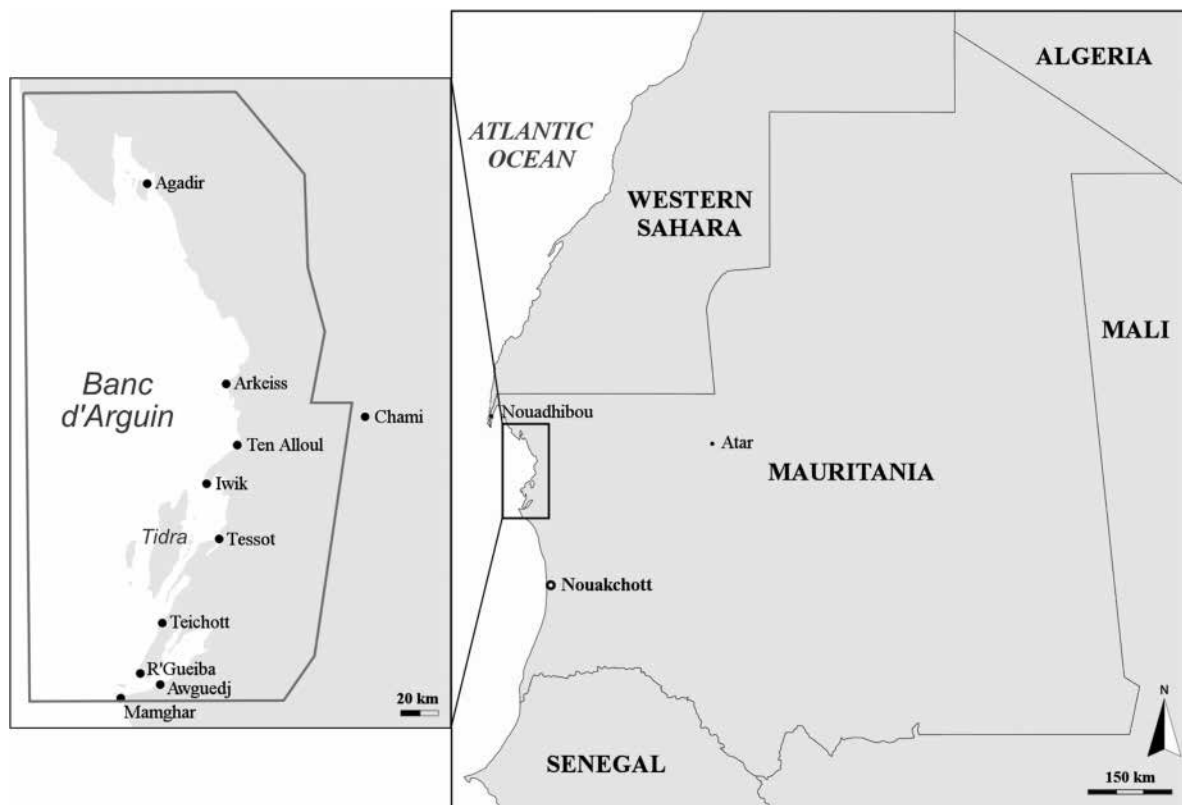 Agadir
Arkeiss
Banc
d'Arguin
Chami
Ten Alloul
Iwik
Tidra
Tessot
Teichott
R'Gueiba
Awguedj
Mamghar
20 km
ALGERIA
ATLANTIC
OCEAN
WESTERN
SAHARA
MALI
Nouadhibou
Atar
MAURITANIA
Nouakchott
SENEGAL
N
150 km